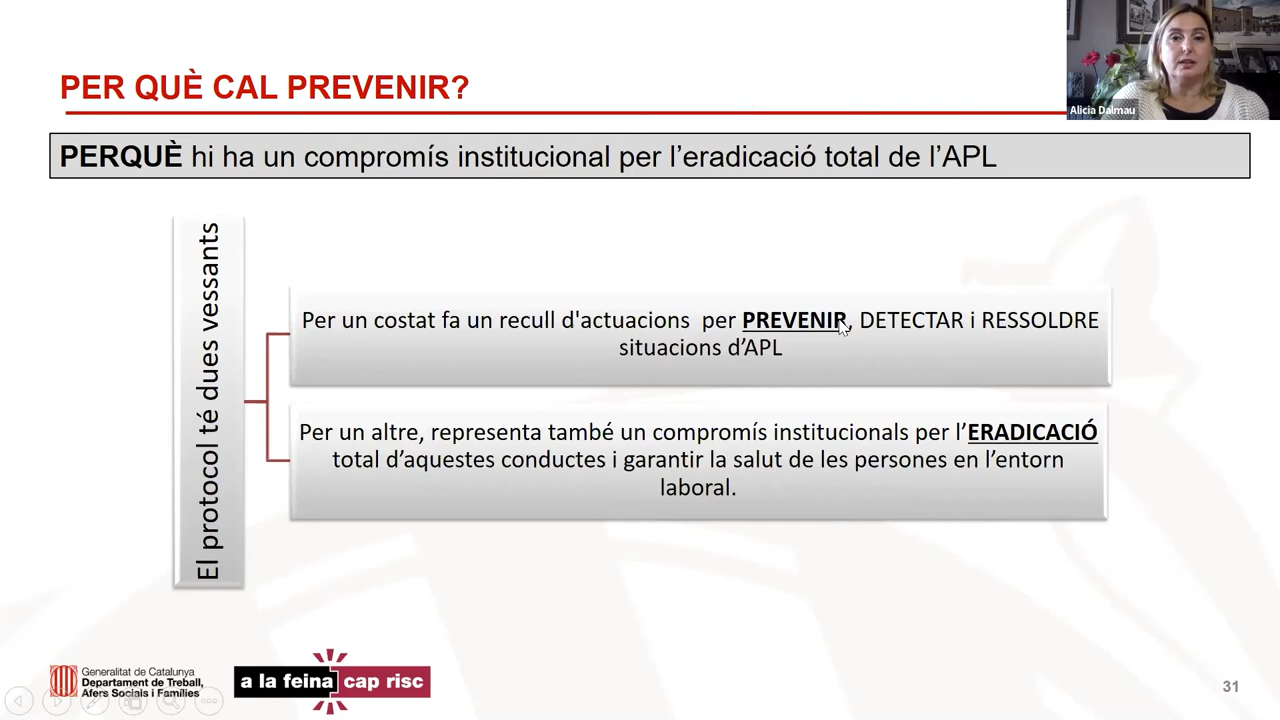 PER QUÈ CAL PREVENIR?
Alicia Dalmau
PERQUÈ hi ha un compromís institucional per l’eradicació total de l’APL
El protocol té dues vessants
Per un costat fa un recull d'actuacions per PREVENIR, DETECTAR i RESSOLDRE
situacions d’APL
Per un altre, representa també un compromís institucionals per l’ERADICACIÓ
total d’aquestes conductes i garantir la salut de les persones en l’entorn
laboral.
Generalitat de Catalunya
Departament de Treball,
Afers Socials i Famílies
a la feina cap risc
31